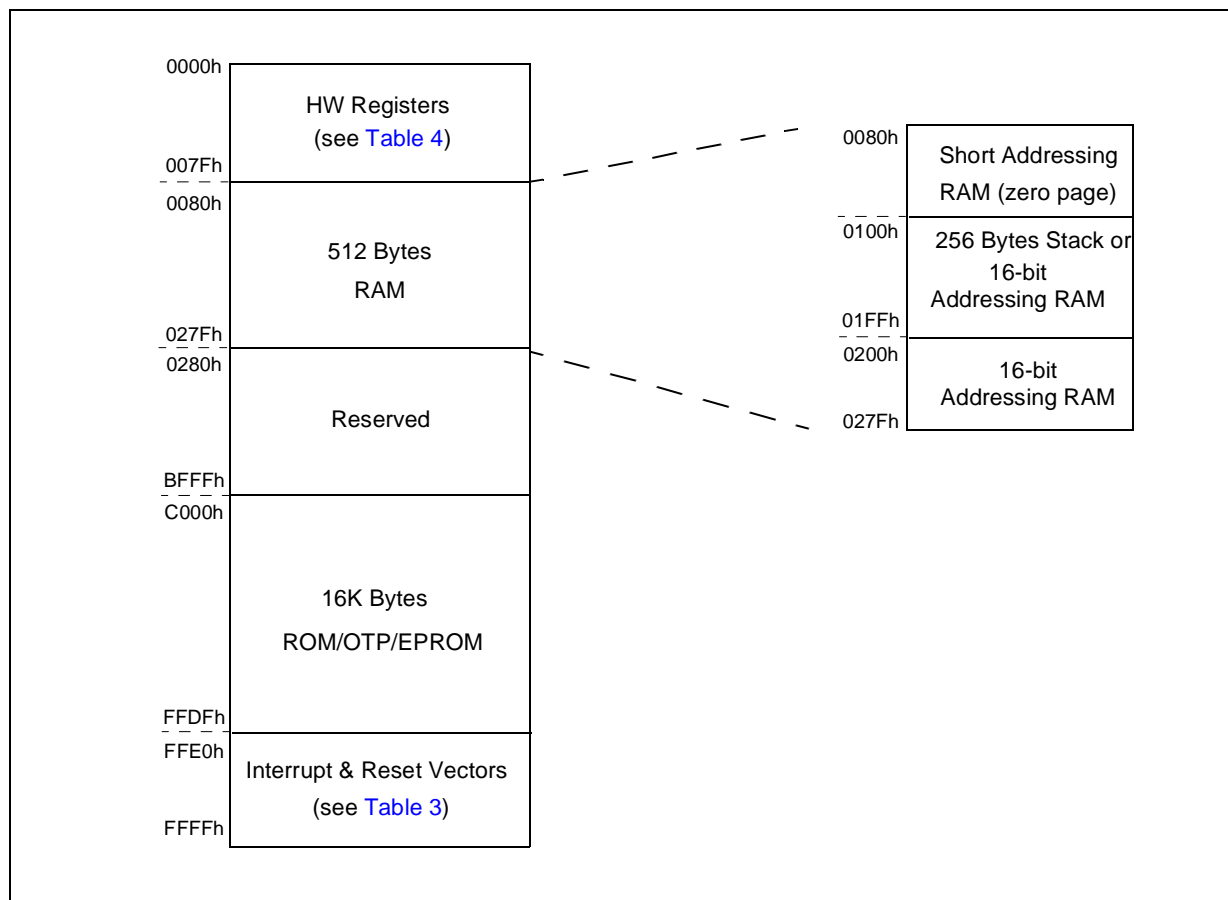 0000h
HW Registers
(see Table 4)
007Fh
0080h
512 Bytes
RAM
027Fh
0280h
Reserved
BFFFh
C000h
16K Bytes
ROM/OTP/EPROM
FFDFh
FFE0h
Interrupt & Reset Vectors
(see Table 3)
FFFFh
0080h
Short Addressing
RAM (zero page)
0100h
256 Bytes Stack or
16-bit
Addressing RAM
01FFh
0200h
16-bit
Addressing RAM
027Fh